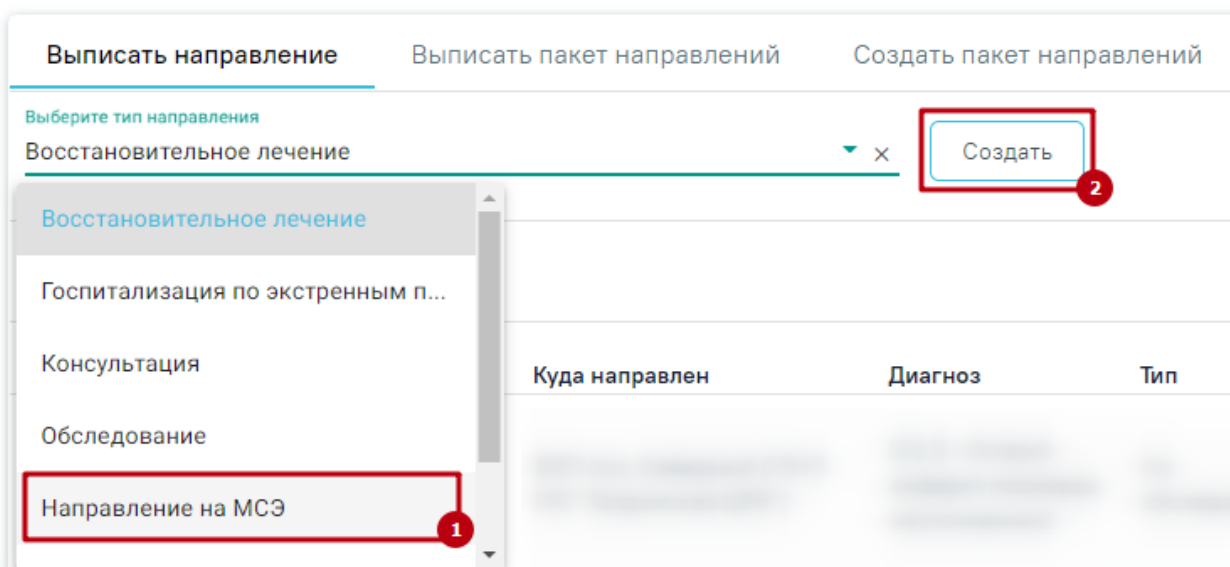 Выписать направление Выписать пакет направлений Создать пакет направлений
Выберите тип направления
Восстановительное лечение
Создать
2
Восстановительное лечение
Госпитализация по экстренным п...
Консультация
Куда направлен Диагноз Тип
Обследование
Направление на МСЭ
1